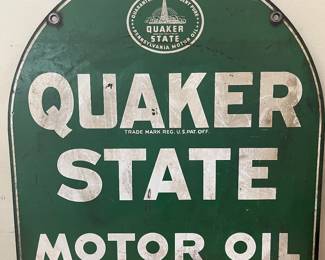 QUAKER
STATE
PENNSYLVANIA MOTOR OIL
QUAKER
TRADE MARK REG. U.S. PAT. OFF.
STATE
MOTOR OIL